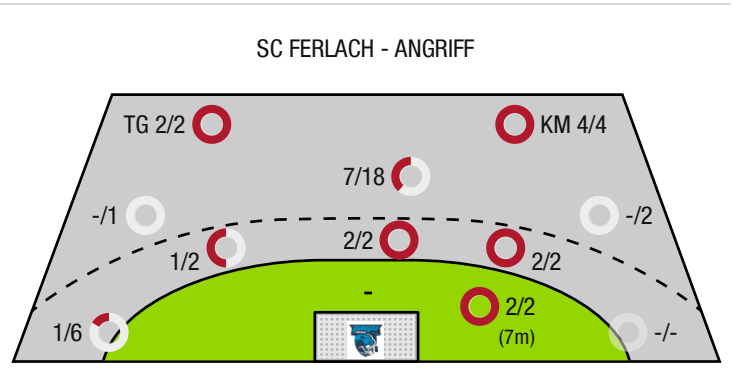 SC FERLACH - ANGRIFF
TG 2/2
KM 4/4
7/18
-/1
-/2
1/2
2/2
2/2
-
2/2
(7m)
1/6
-/-